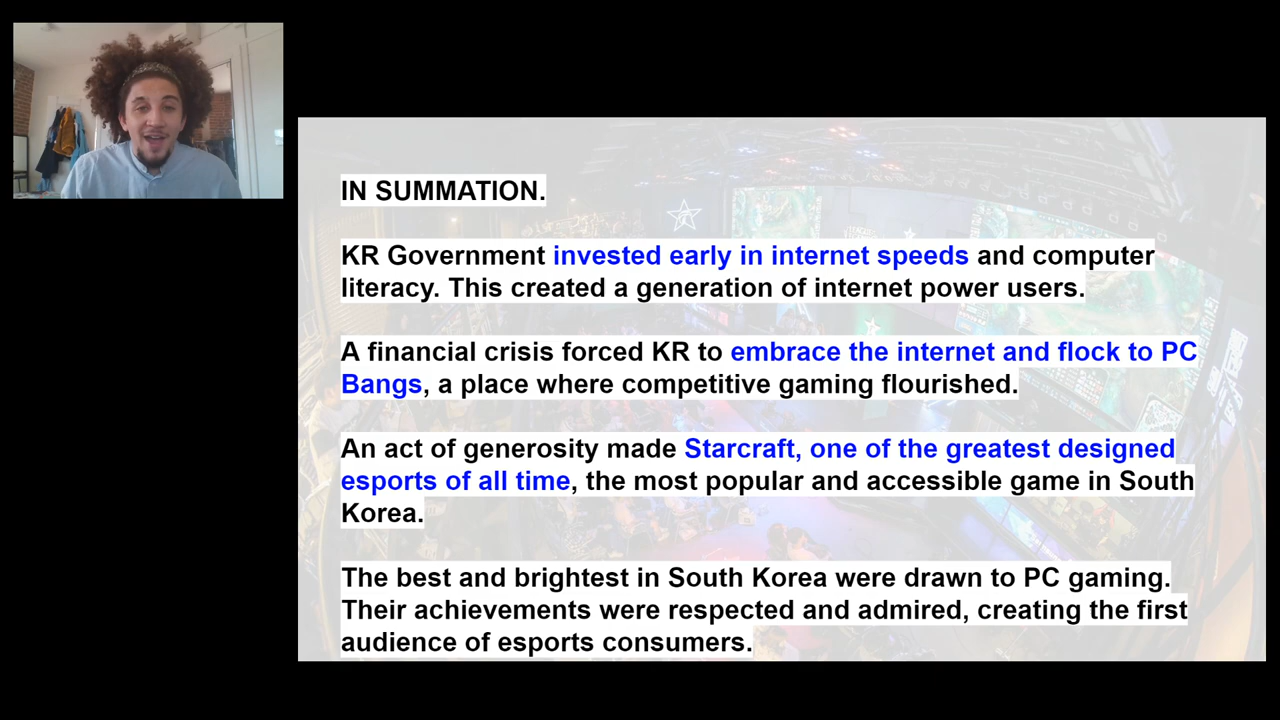 IN SUMMATION.
KR Government invested early in internet speeds and computer
literacy. This created a generation of internet power users.
A financial crisis forced KR to embrace the internet and flock to PC
Bangs, a place where competitive gaming flourished.
An act of generosity made Starcraft, one of the greatest designed
esports of all time, the most popular and accessible game in South
Korea.
The best and brightest in South Korea were drawn to PC gaming.
Their achievements were respected and admired, creating the first
audience of esports consumers.